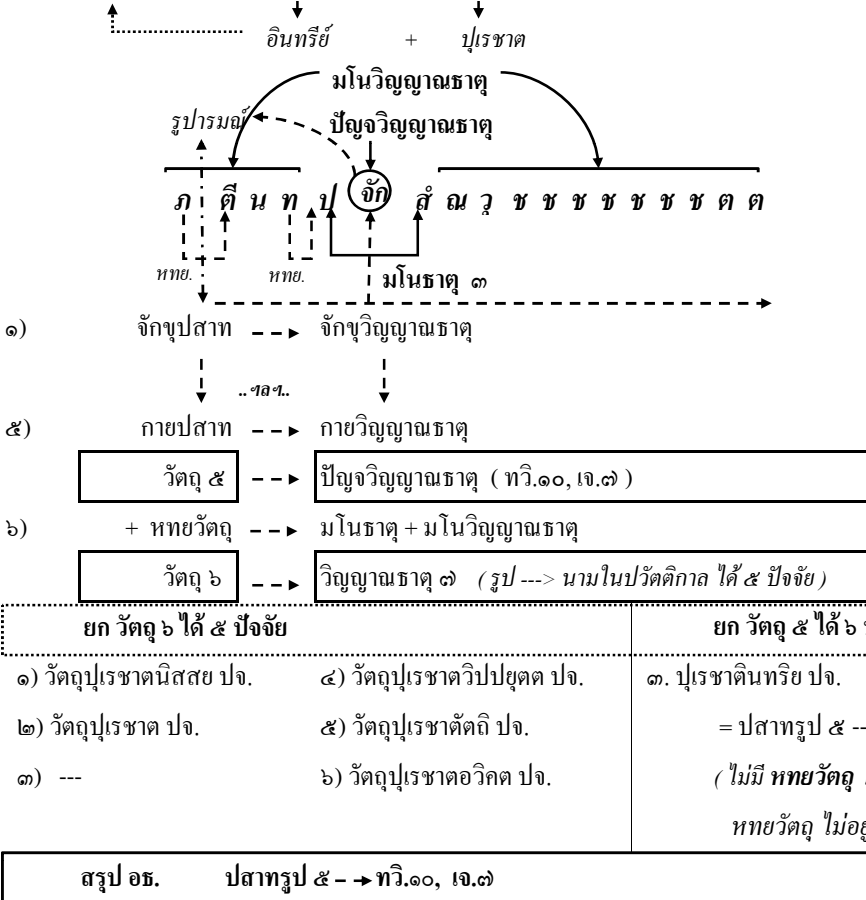 อินทรีย์ + ปุเรชาต
มโนวิญญาณธาตุ
รูปารมณ์ ปัญจวิญญาณธาตุ
ภ ตี น ท ป จัก สํ ณ วุ ช ช ช ช ช ช ช ต ต
หทย. หทย. มโนธาตุ ๓
๑) จักขุปสาท จักขุวิญญาณธาตุ
..ฯลฯ..
๕) กายปสาท กายวิญญาณธาตุ
วัตถุ ๕ ปัญจวิญญาณธาตุ ( ทวิ.๑๐, เจ.๗ )
๖) + หทยวัตถุ มโนธาตุ + มโนวิญญาณธาตุ
วัตถุ ๖ วิญญาณธาตุ ๗ ( รูป ---> นามในปวัตติกาล ได้ ๕ ปัจจัย )
ยก วัตถุ ๖ ได้ ๕ ปัจจัย ยก วัตถุ ๕ ได้ ๖
๑) วัตถุปุเรชาตนิสสย ปจ. ๔) วัตถุปุเรชาตวิปปยุตต ปจ. ๓. ปุเรชาตินทริย ปจ.
๒) วัตถุปุเรชาต ปจ. ๕) วัตถุปุเรชาตัตถิ ปจ. = ปสาทรูป ๕ --
๓) --- ๖) วัตถุปุเรชาตอวิคต ปจ. ( ไม่มี หทยวัตถุ
หทยวัตถุ ไม่อยู่
สรุป อธ. ปสาทรูป ๕ ทวิ.๑๐, เจ.๗